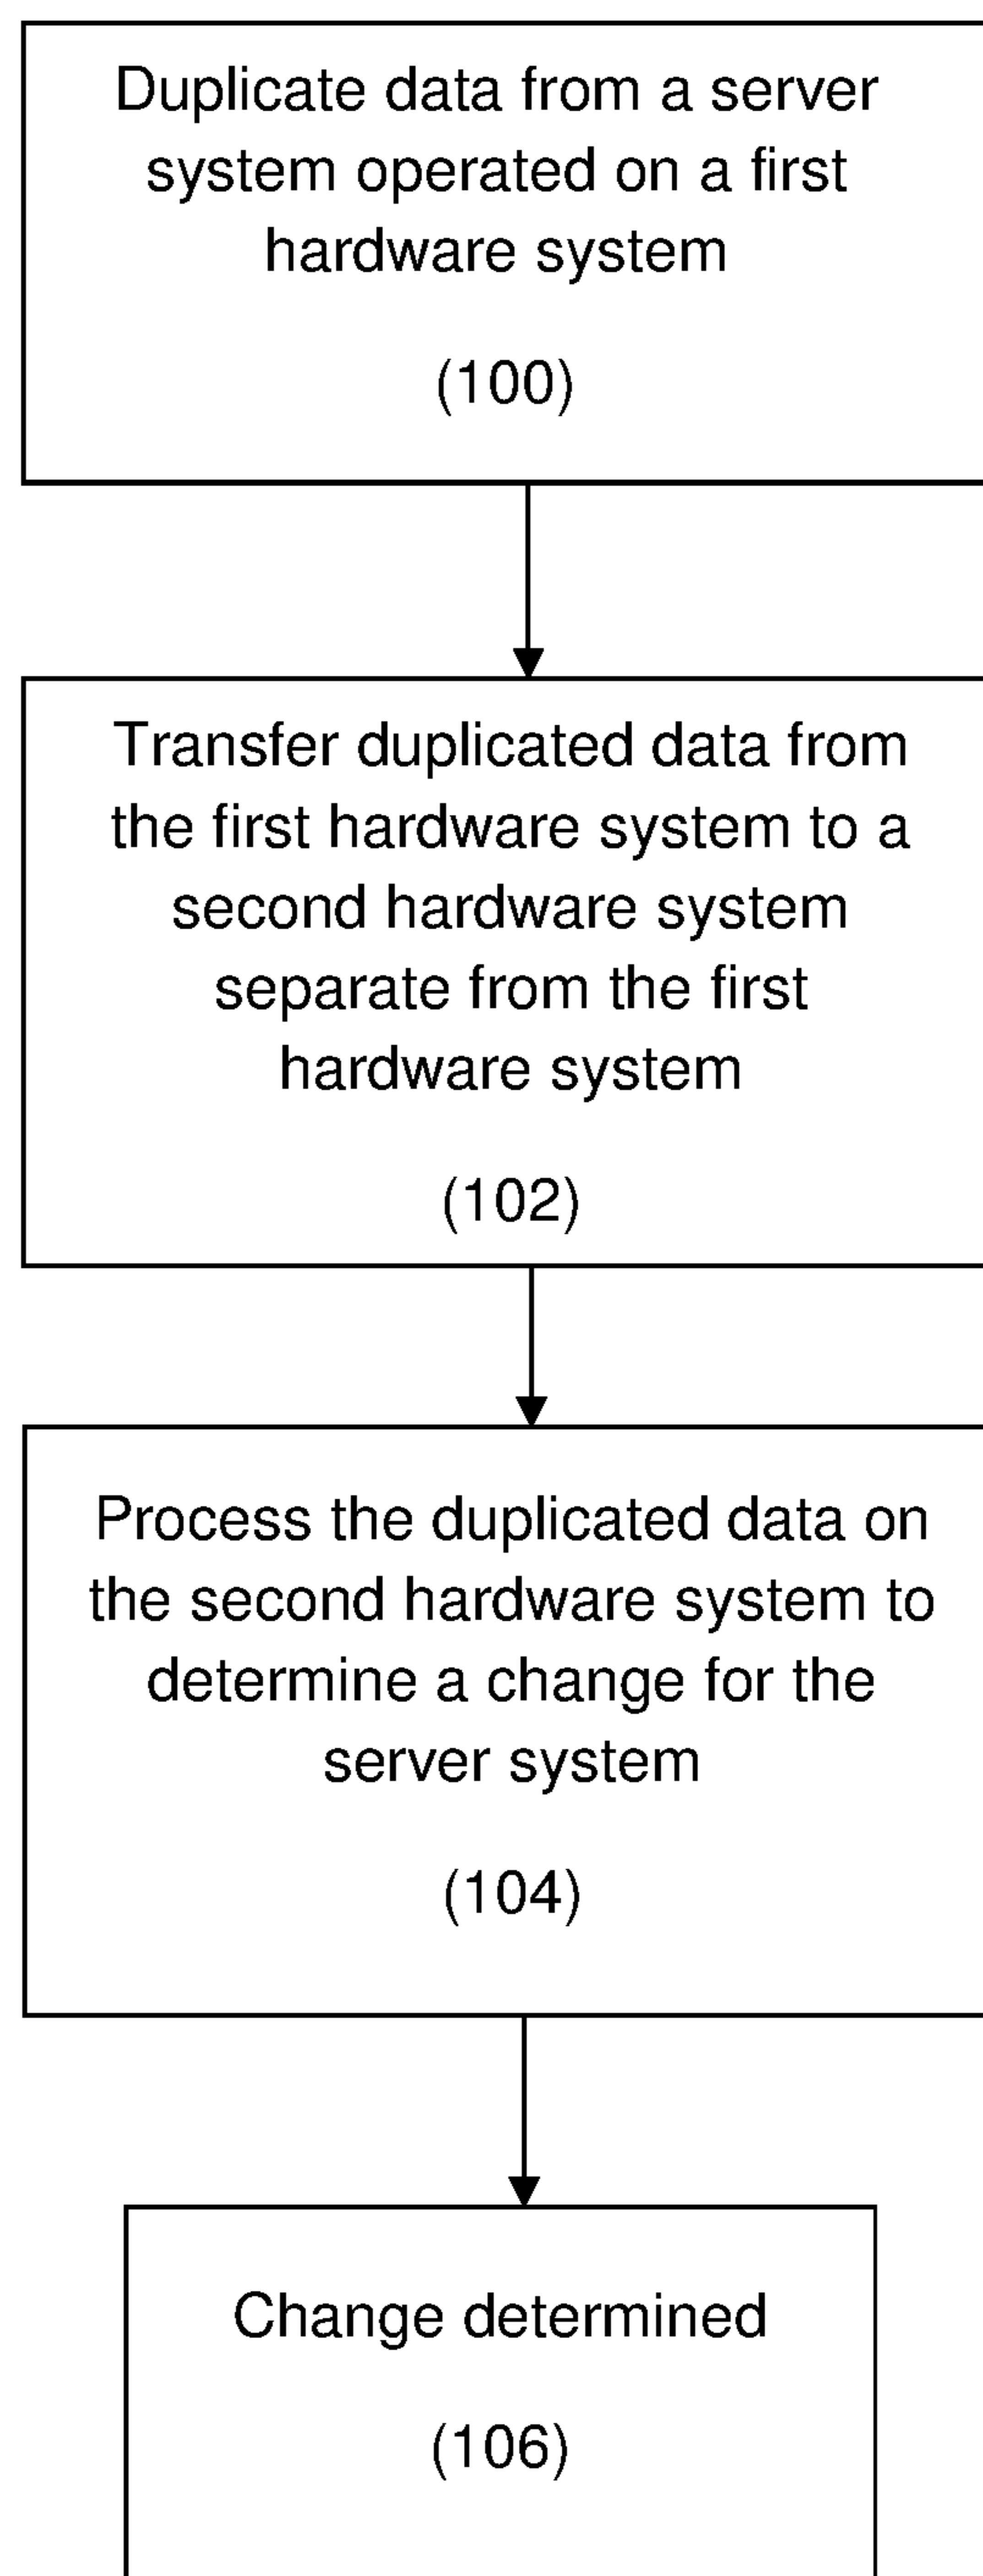 Duplicate data from a server
system operated on a first
hardware system
(100)
Transfer duplicated data from
the first hardware system to a
second hardware system
separate from the first
hardware system
(102)
Process the duplicated data on
the second hardware system to
determine a change for the
server system
(104)
Change determined
(106)